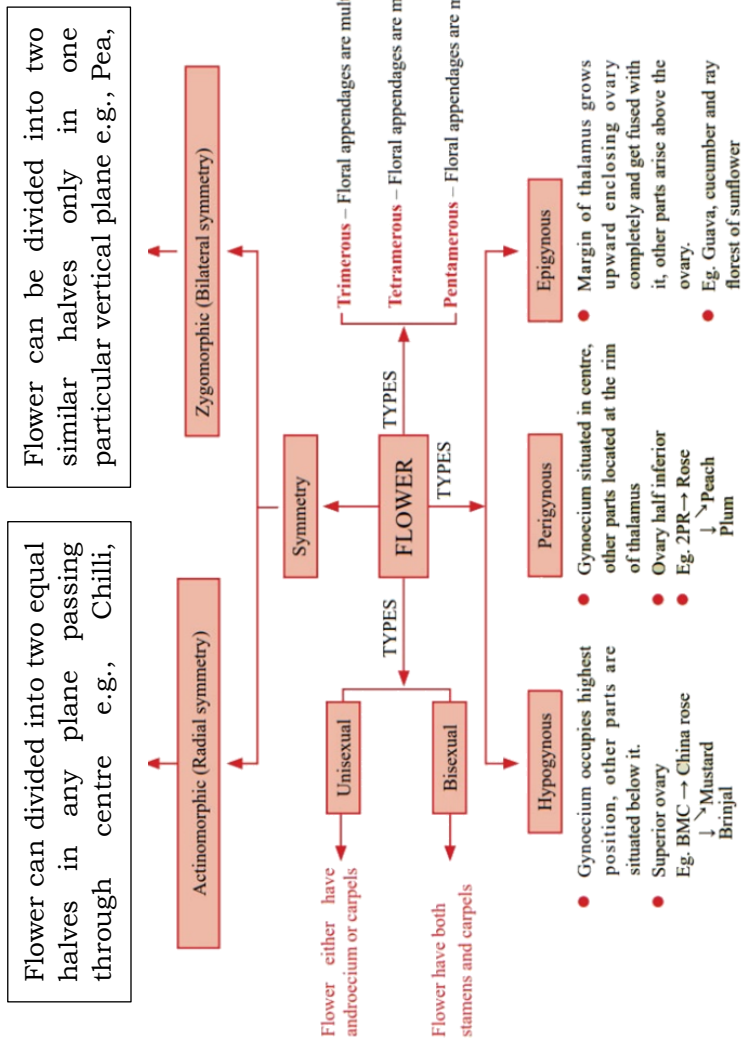 Flower can divided into two equal
halves in any plane passing
through centre e.g., Chilli,
Flower can be divided into two
similar halves only in one
particular vertical plane e.g., Pea,
Actinomorphic (Radial symmetry)
Zygomorphic (Bilateral symmetry)
Symmetry
Flower either have
androecium or carpels
Unisexual
Flower have both
stamens and carpels
Bisexual
TYPES
FLOWER
TYPES
TYPES
Trimerous – Floral appendages are
Tetramerous – Floral appendages are
Pentamerous – Floral appendages are
Hypogynous
Gynoecium occupies highest
position, other parts are
situated below it.
Superior ovary
Eg. BMC → China rose
↓ ↘ Mustard
Brinjal
Perigynous
Gynoecium situated in centre,
other parts located at the rim
of thalamus
Ovary half inferior
Eg. 2PR → Rose
↓ ↘ Peach
Plum
Epigynous
Margin of thalamus grows
upward enclosing ovary
completely and get fused with
it, other parts arise above the
ovary.
Eg. Guava, cucumber and ray
florest of sunflower